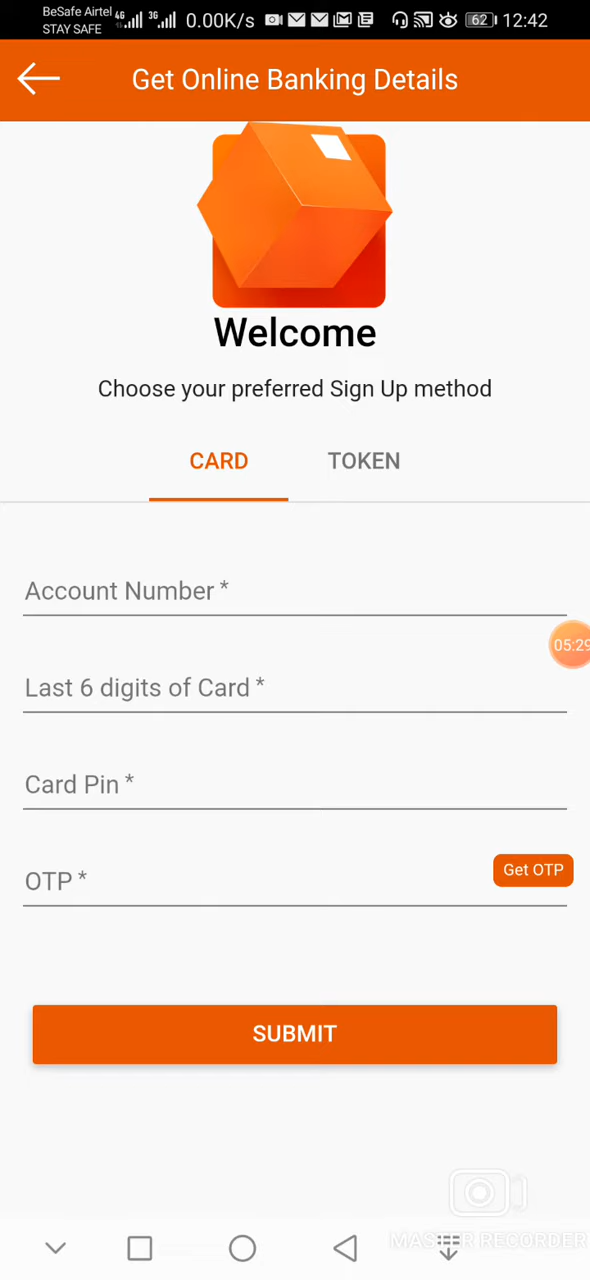 BeSafe Airtel 4G 3G 0.00K/s 62 12:42
STAY SAFE
Get Online Banking Details
Welcome
Choose your preferred Sign Up method
CARD TOKEN
Account Number *
05:29
Last 6 digits of Card *
Card Pin *
OTP * Get OTP
SUBMIT
MASTER RECORDER